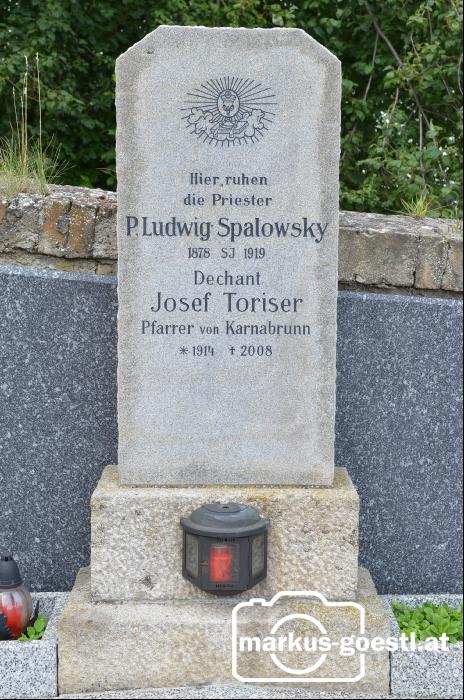 Hier ruhen
die Priester
P. Ludwig Spalowsky
1878 SJ 1919
Dechant
Josef Toriser
Pfarrer von Karnabrunn
* 1914 † 2008
markus-goestl.at